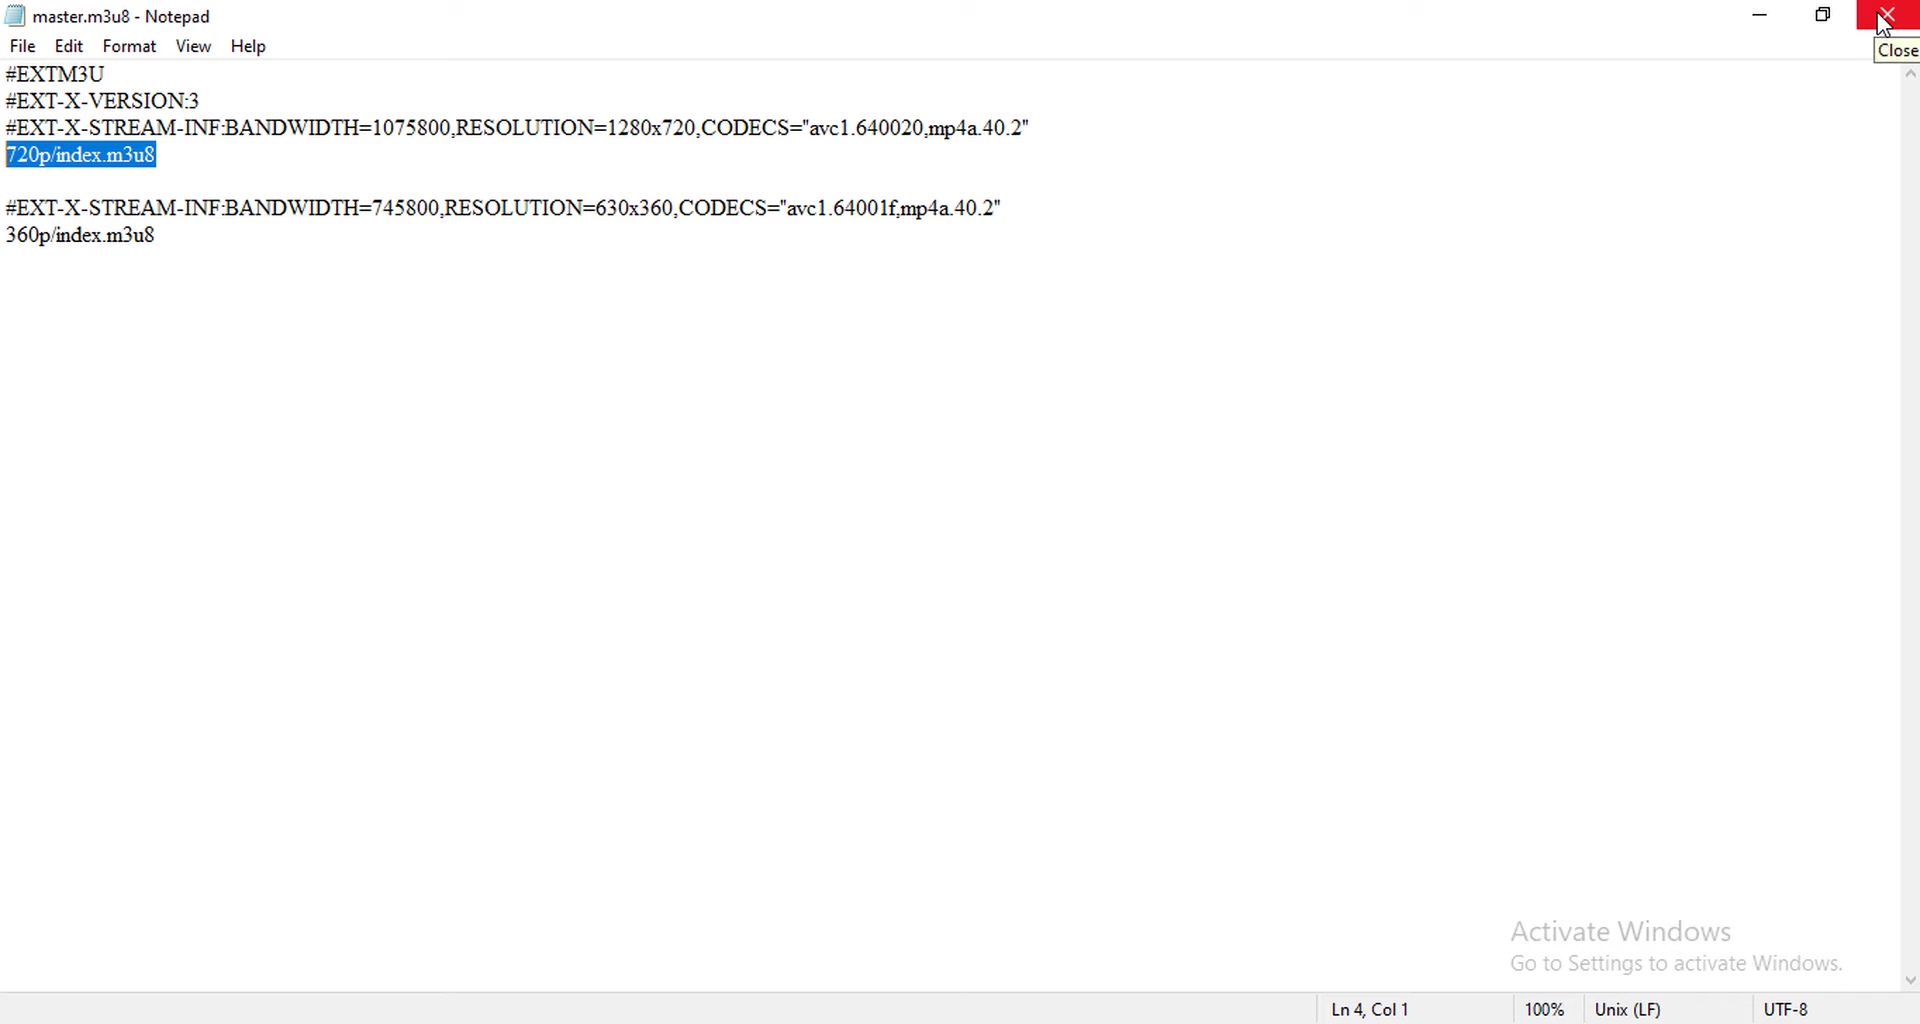 master.m3u8 - Notepad
Close
File Edit Format View Help
#EXTM3U
#EXT-X-VERSION:3
#EXT-X-STREAM-INF:BANDWIDTH=1075800,RESOLUTION=1280x720,CODECS="avc1.640020,mp4a.40.2"
720p/index.m3u8
#EXT-X-STREAM-INF:BANDWIDTH=745800,RESOLUTION=630x360,CODECS="avc1.64001f,mp4a.40.2"
360p/index.m3u8
Activate Windows
Go to Settings to activate Windows.
Ln 4, Col 1 100% Unix (LF) UTF-8